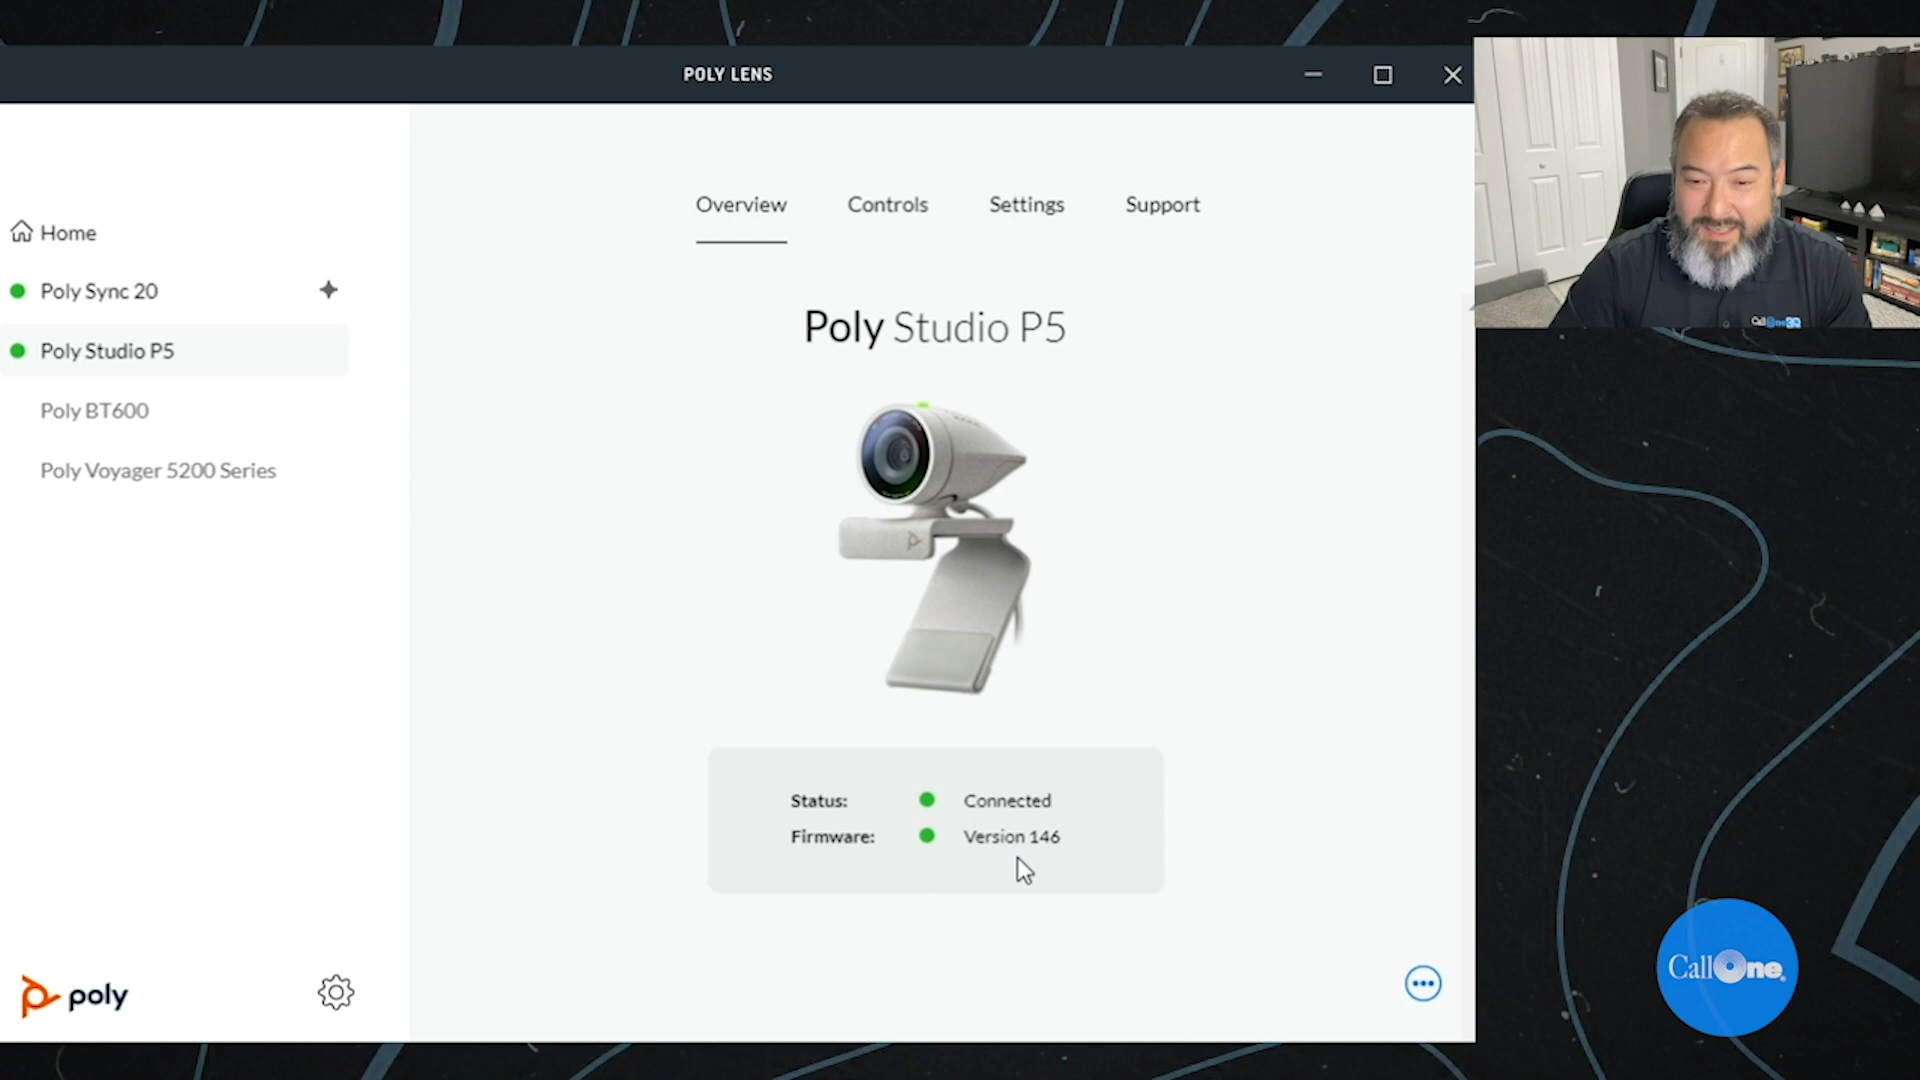 POLY LENS
Home
Poly Sync 20
Poly Studio P5
Poly BT600
Poly Voyager 5200 Series
Overview
Controls
Settings
Support
Poly Studio P5
Status: Connected
Firmware: Version 146
poly
CallOne
CallOne